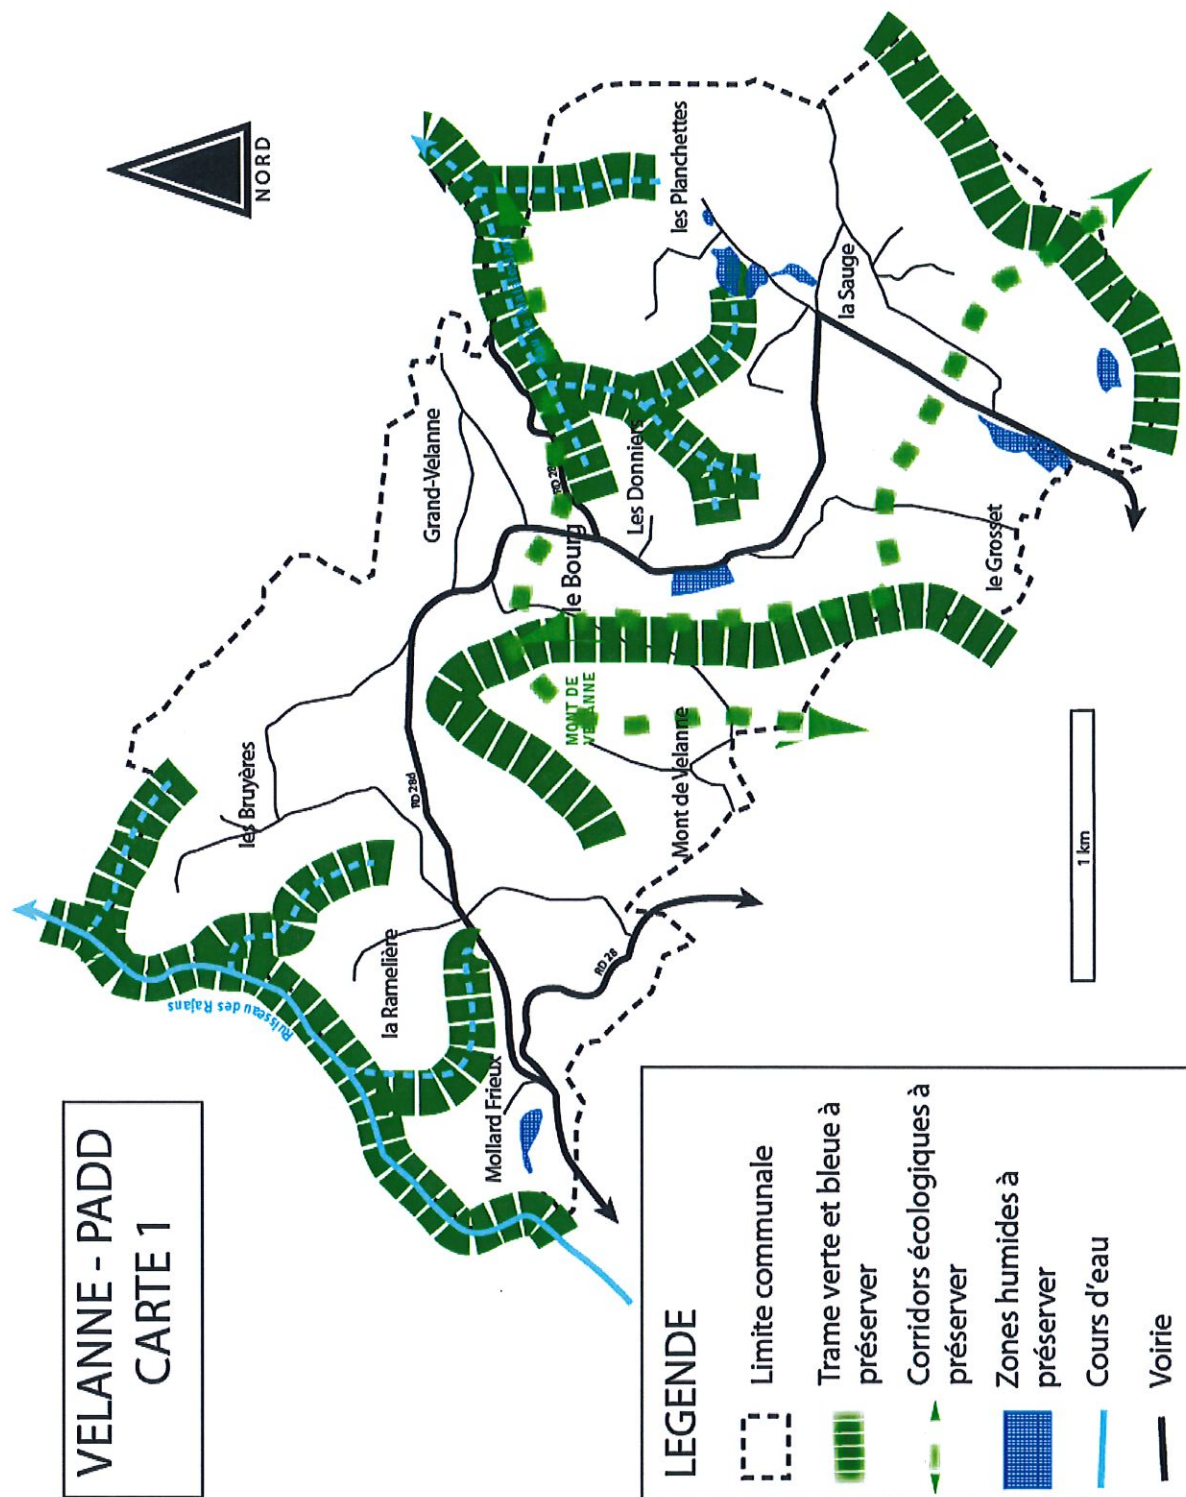 VELANNE - PADD
CARTE 1
NORD
Ruisseau des Rajans
les Bruyères
Grand-Velanne
les Planchettes
la Ramelière
RD 28d
RD 28
le Bourg
Les Donniers
Mollard Frieux
RD 28
MONT DE
VELANNE
Mont de Velanne
la Sauge
le Grosset
1 km
LEGENDE
Limite communale
Trame verte et bleue à
préserver
Corridors écologiques à
préserver
Zones humides à
préserver
Cours d'eau
Voirie